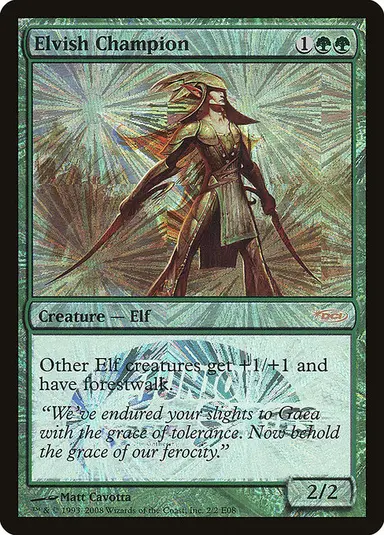 Elvish Champion 1
Creature — Elf
DCI
Other Elf creatures get +1/+1 and
have forestwalk.
“We’ve endured your slights to Gaea
with the grace of tolerance. Now behold
the grace of our ferocity.”
2/2
Matt Cavotta
™ & © 1993–2008 Wizards of the Coast, Inc. 2/2 E08